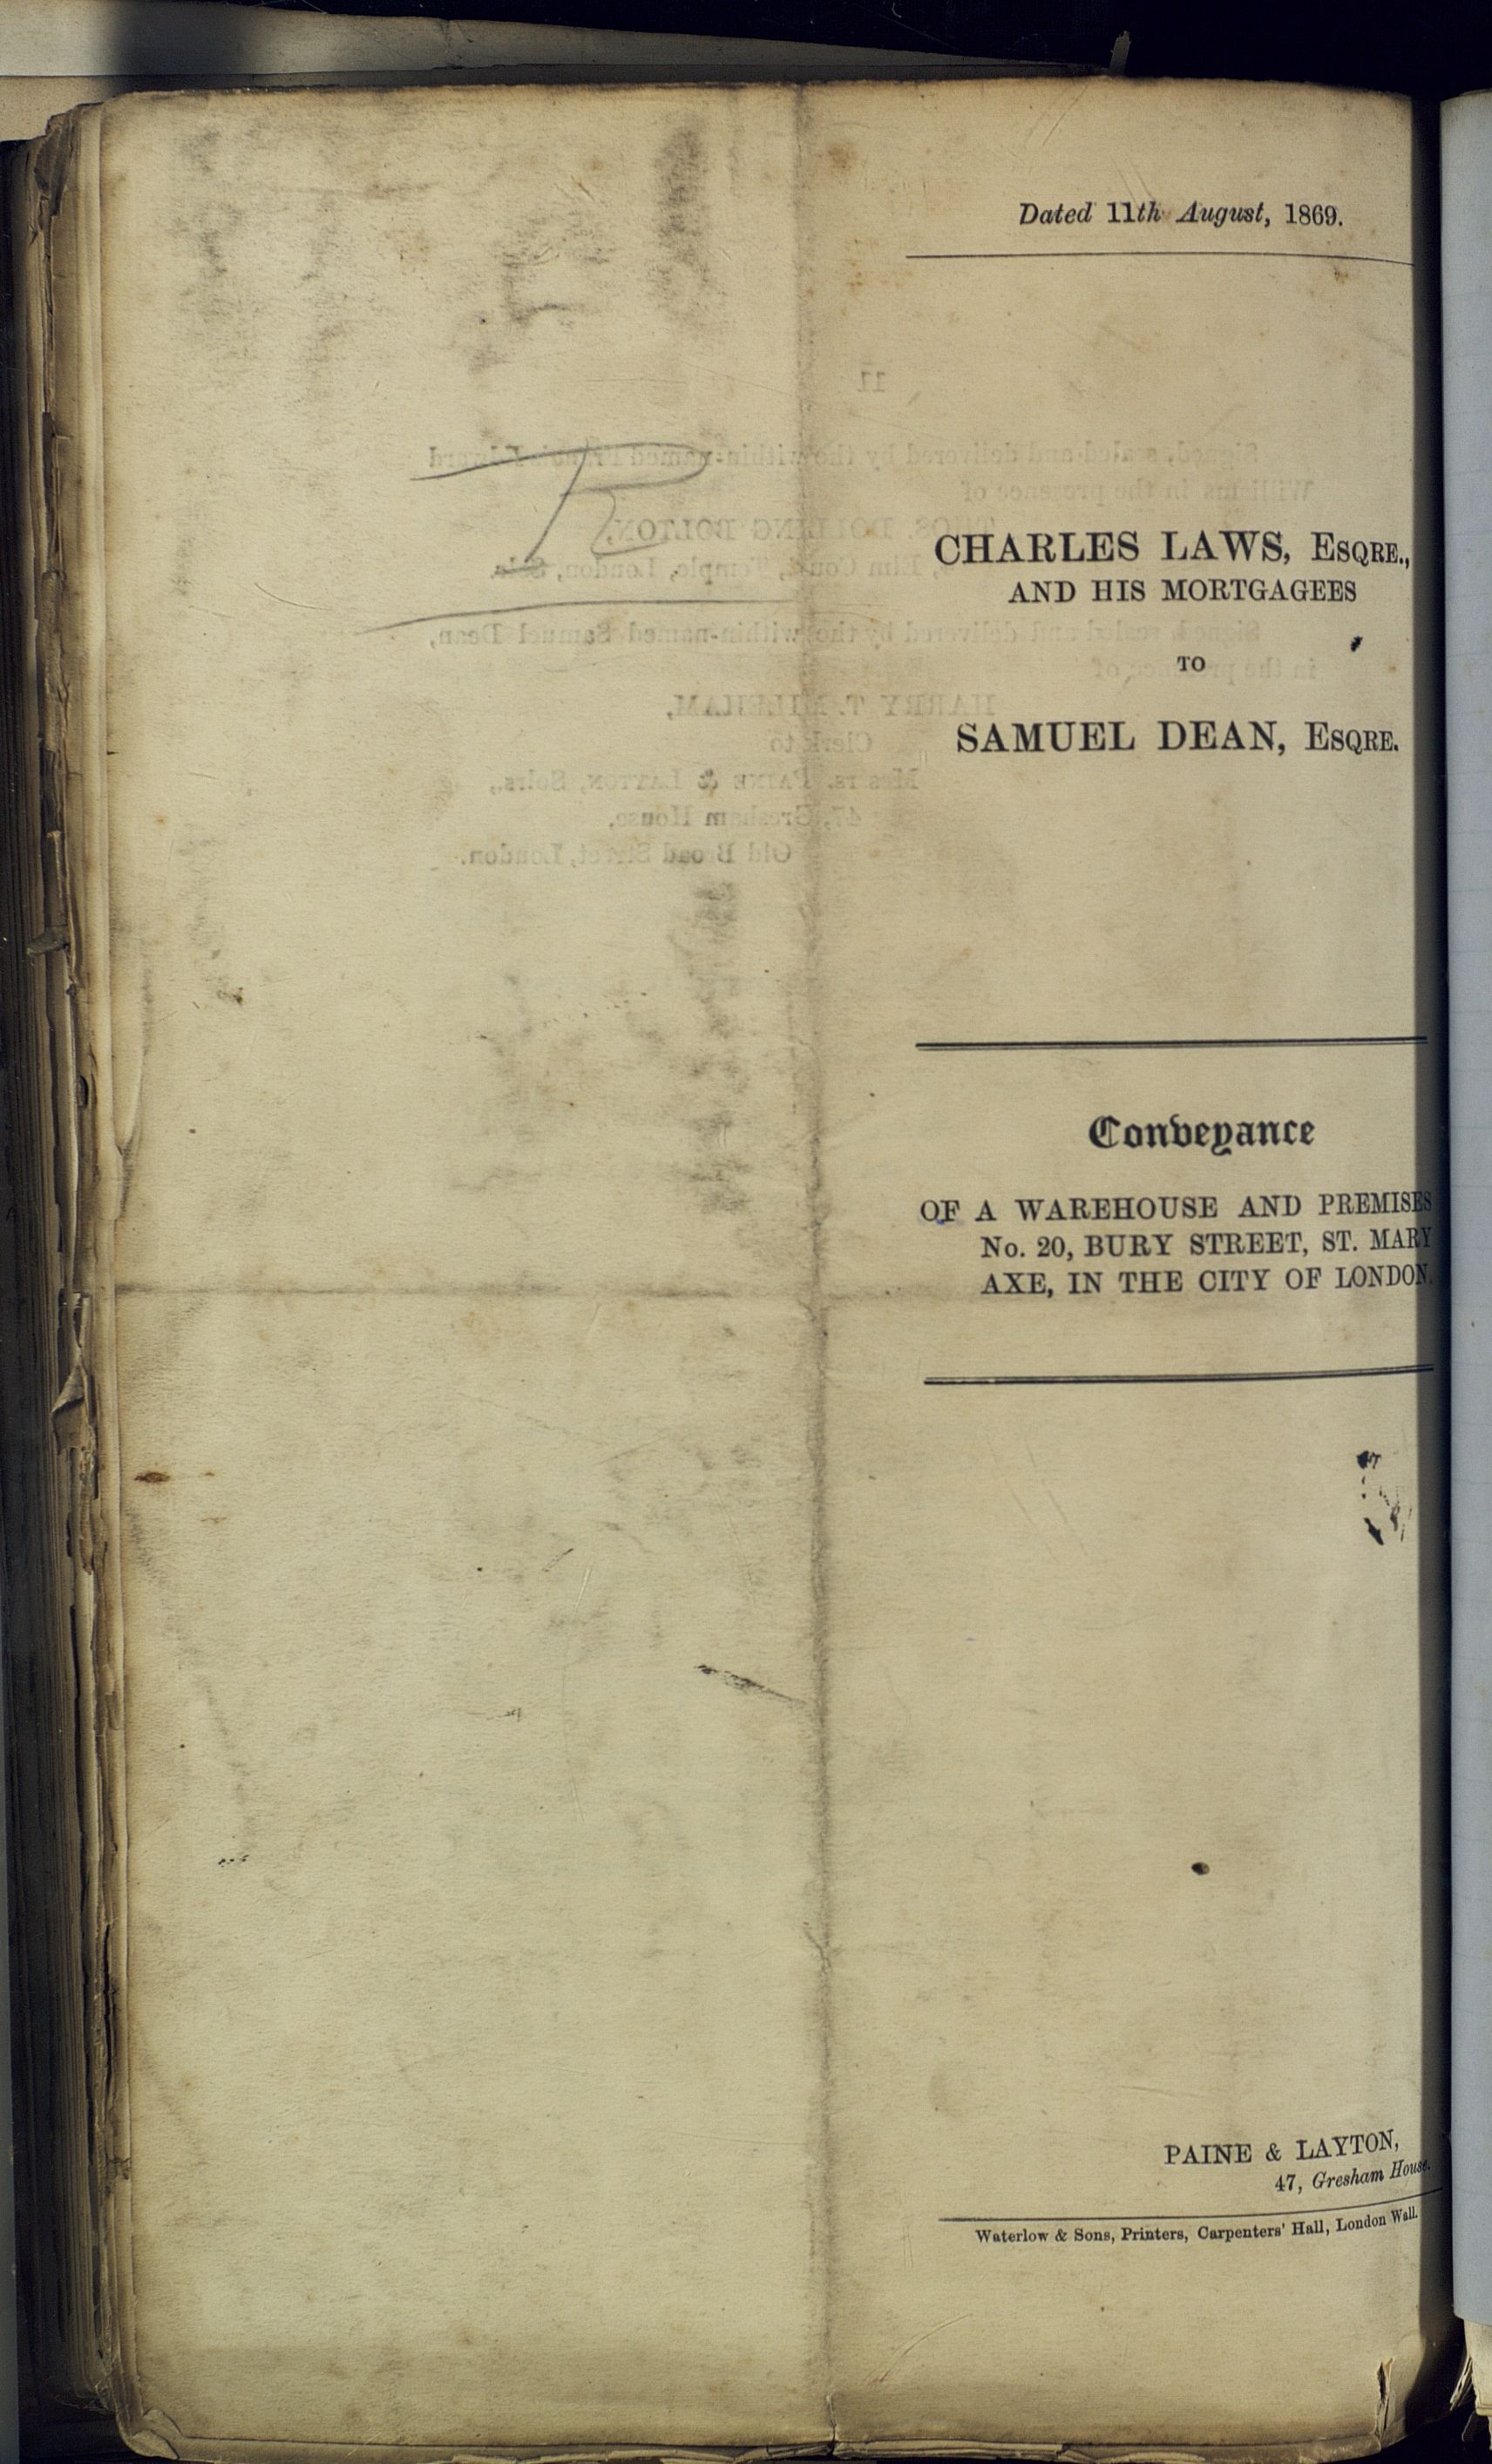 Dated 11th August, 1869.
CHARLES LAWS, ESQRE.,
AND HIS MORTGAGEES
TO
SAMUEL DEAN, ESQRE.
Conveyance
OF A WAREHOUSE AND PREMISES
No. 20, BURY STREET, ST. MARY
AXE, IN THE CITY OF LONDON.
PAINE & LAYTON,
47, Gresham House.
Waterlow & Sons, Printers, Carpenters' Hall, London Wall.